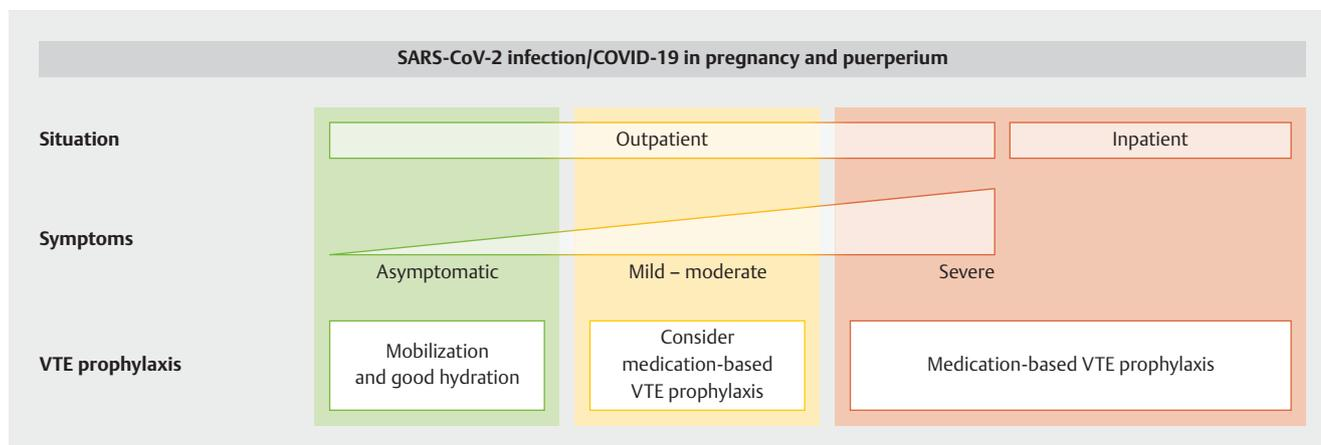 SARS-CoV-2 infection/COVID-19 in pregnancy and puerperium
Situation
Outpatient
Inpatient
Symptoms
Asymptomatic
Mild – moderate
Severe
VTE prophylaxis
Mobilization
and good hydration
Consider
medication-based
VTE prophylaxis
Medication-based VTE prophylaxis